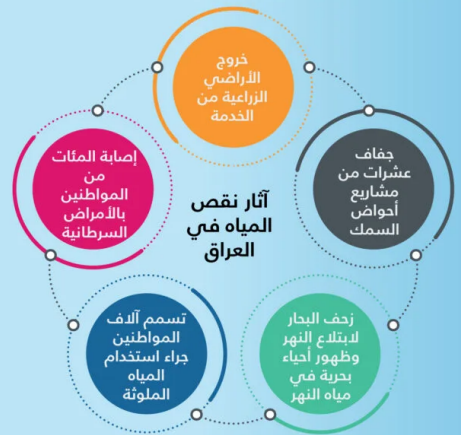 خروج
الأراضي
الزراعية من
الخدمة
جفاف
عشرات من
مشاريع
أحواض
السمك
زحف البحار
لابتلاع النهر
وظهور أحياء
بحرية في
مياه النهر
تسمم آلاف
المواطنين
جراء استخدام
المياه
الملوثة
إصابة المئات
من
المواطنين
بالأمراض
السرطانية
آثار نقص
المياه في
العراق